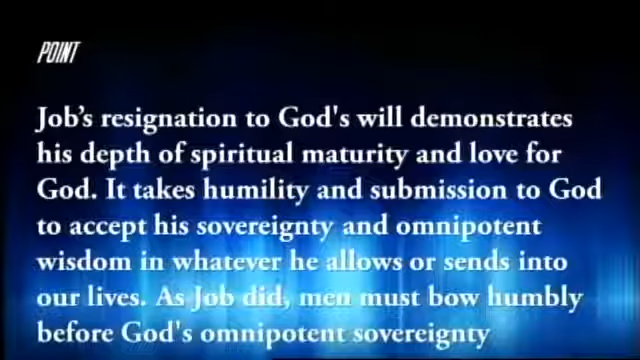 POINT
Job's resignation to God's will demonstrates
his depth of spiritual maturity and love for
God. It takes humility and submission to God
to accept his sovereignty and omnipotent
wisdom in whatever he allows or sends into
our lives. As Job did, men must bow humbly
before God's omnipotent sovereignty